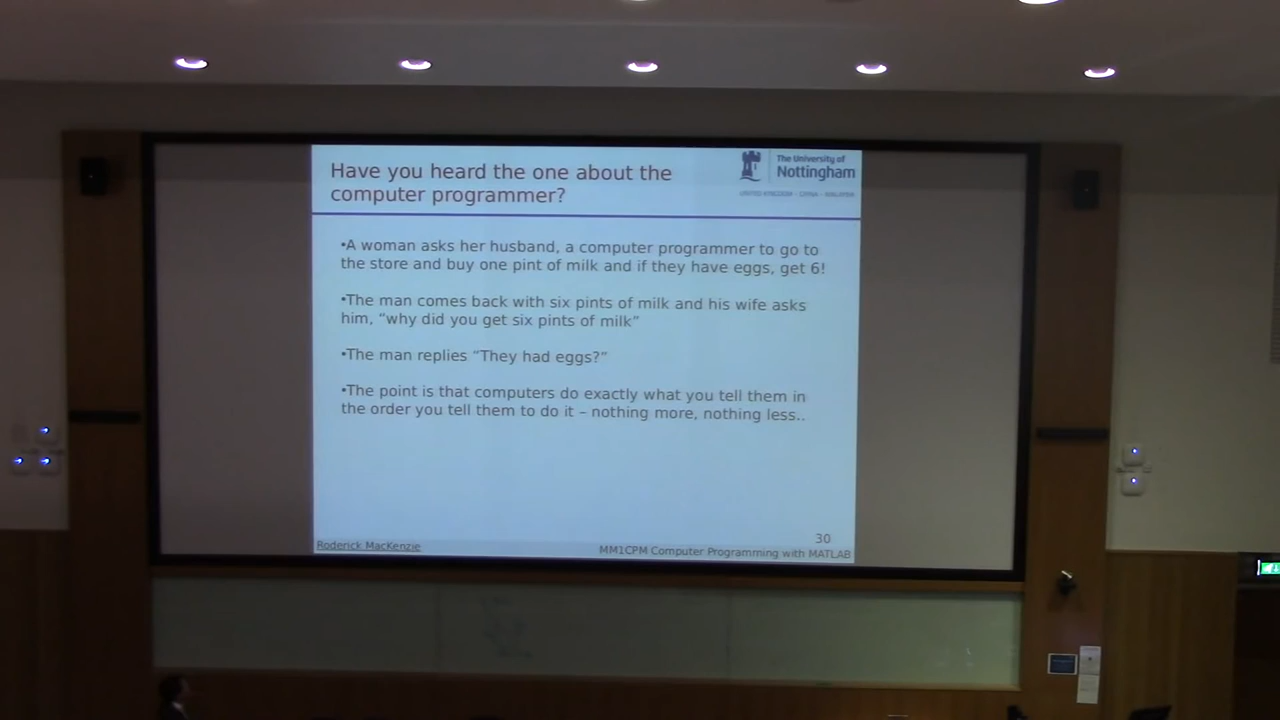 Have you heard the one about the
computer programmer?
The University of
Nottingham
UNITED KINGDOM · CHINA · MALAYSIA
•A woman asks her husband, a computer programmer to go to
the store and buy one pint of milk and if they have eggs, get 6!
•The man comes back with six pints of milk and his wife asks
him, “why did you get six pints of milk”
•The man replies “They had eggs?”
•The point is that computers do exactly what you tell them in
the order you tell them to do it – nothing more, nothing less..
30
Roderick MacKenzie
MM1CPM Computer Programming with MATLAB